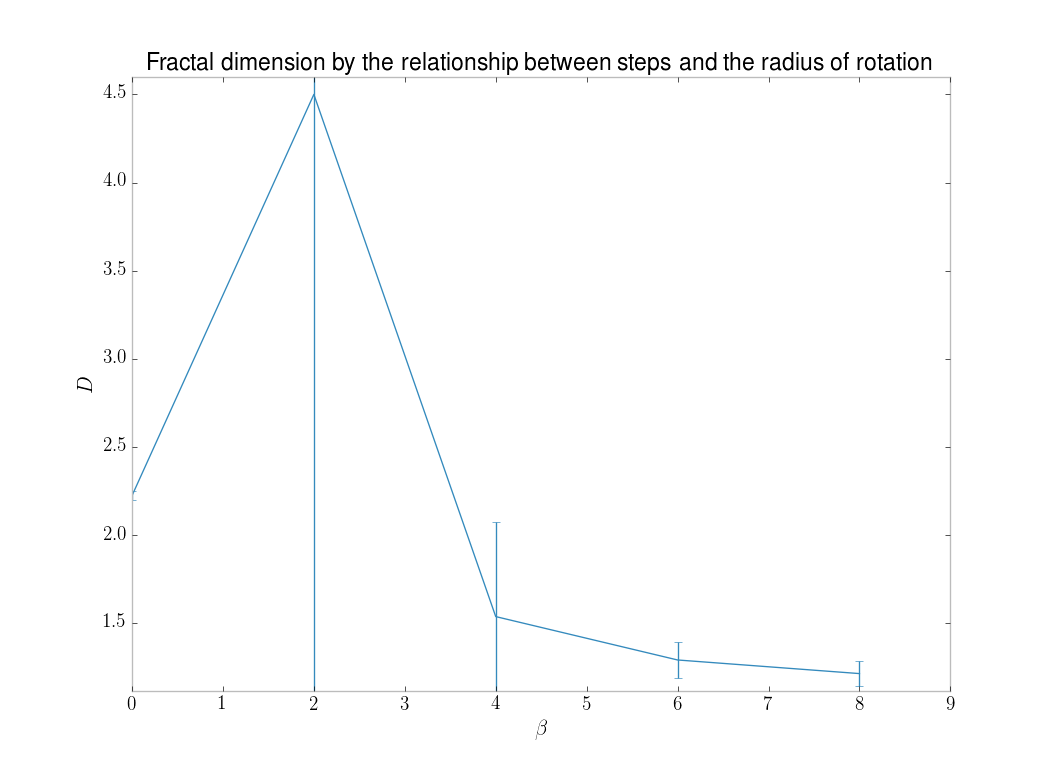 Fractal dimension by the relationship between steps and the radius of rotation
4.5
4.0
3.5
3.0
2.5
2.0
1.5
D
0 1 2 3 4 5 6 7 8 9
β